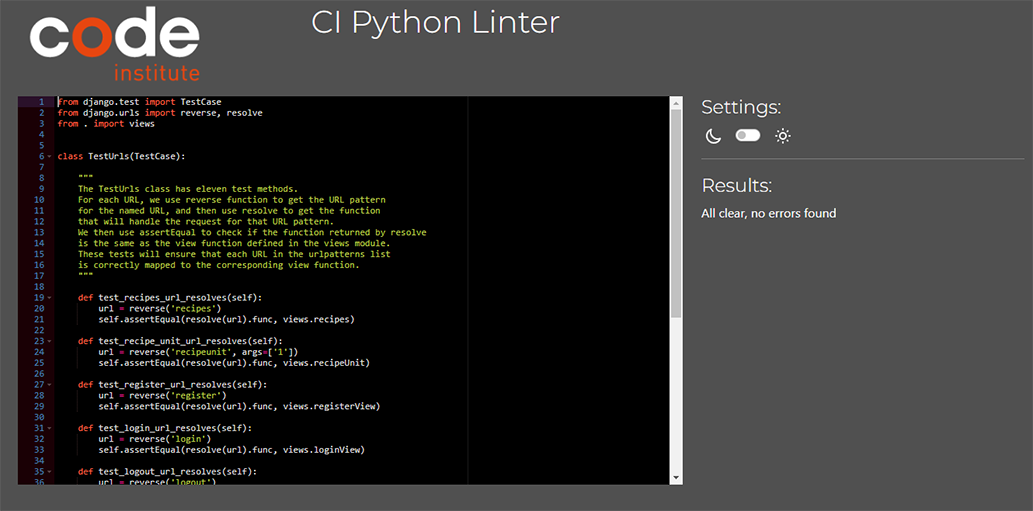 code
institute
CI Python Linter
1 from django.test import TestCase
2 from django.urls import reverse, resolve
3 from . import views
4
5
6 class TestUrls(TestCase):
7
8 """
9 The TestUrls class has eleven test methods.
10 For each URL, we use reverse function to get the URL pattern
11 for the named URL, and then use resolve to get the function
12 that will handle the request for that URL pattern.
13 We then use assertEqual to check if the function returned by resolve
14 is the same as the view function defined in the views module.
15 These tests will ensure that each URL in the urlpatterns list
16 is correctly mapped to the corresponding view function.
17 """
18
19 def test_recipes_url_resolves(self):
20 url = reverse('recipes')
21 self.assertEqual(resolve(url).func, views.recipes)
22
23 def test_recipe_unit_url_resolves(self):
24 url = reverse('recipeunit', args=['1'])
25 self.assertEqual(resolve(url).func, views.recipeUnit)
26
27 def test_register_url_resolves(self):
28 url = reverse('register')
29 self.assertEqual(resolve(url).func, views.registerView)
30
31 def test_login_url_resolves(self):
32 url = reverse('login')
33 self.assertEqual(resolve(url).func, views.loginView)
34
35 def test_logout_url_resolves(self):
36 url = reverse('logout')
Settings:
Results:
All clear, no errors found